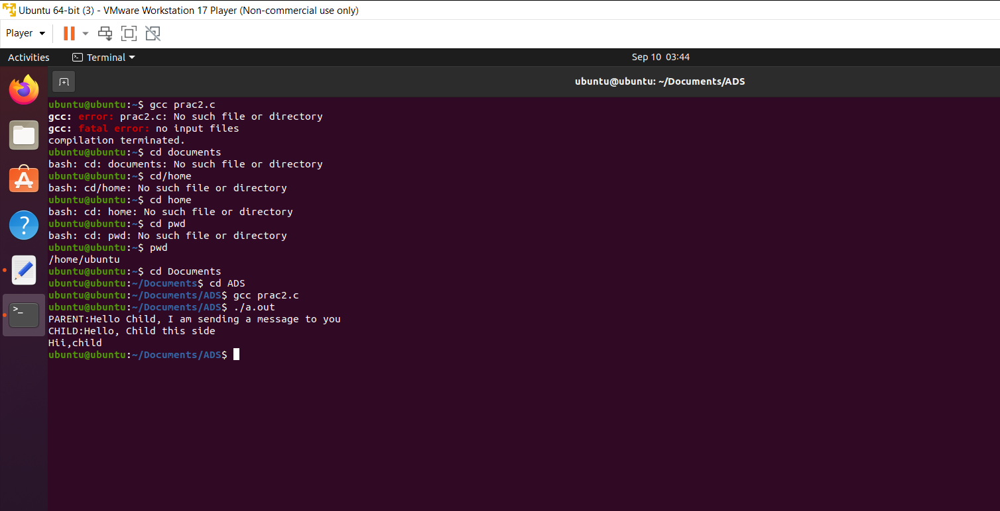 Ubuntu 64-bit (3) - VMware Workstation 17 Player (Non-commercial use only)
Player
Activities
Terminal
Sep 10 03:44
ubuntu@ubuntu: ~/Documents/ADS
ubuntu@ubuntu:~$ gcc prac2.c
gcc: error: prac2.c: No such file or directory
gcc: fatal error: no input files
compilation terminated.
ubuntu@ubuntu:~$ cd documents
bash: cd: documents: No such file or directory
ubuntu@ubuntu:~$ cd/home
bash: cd/home: No such file or directory
ubuntu@ubuntu:~$ cd home
bash: cd: home: No such file or directory
ubuntu@ubuntu:~$ cd pwd
bash: cd: pwd: No such file or directory
ubuntu@ubuntu:~$ pwd
/home/ubuntu
ubuntu@ubuntu:~$ cd Documents
ubuntu@ubuntu:~/Documents$ cd ADS
ubuntu@ubuntu:~/Documents/ADS$ gcc prac2.c
ubuntu@ubuntu:~/Documents/ADS$ ./a.out
PARENT:Hello Child, I am sending a message to you
CHILD:Hello, Child this side
Hii,child
ubuntu@ubuntu:~/Documents/ADS$